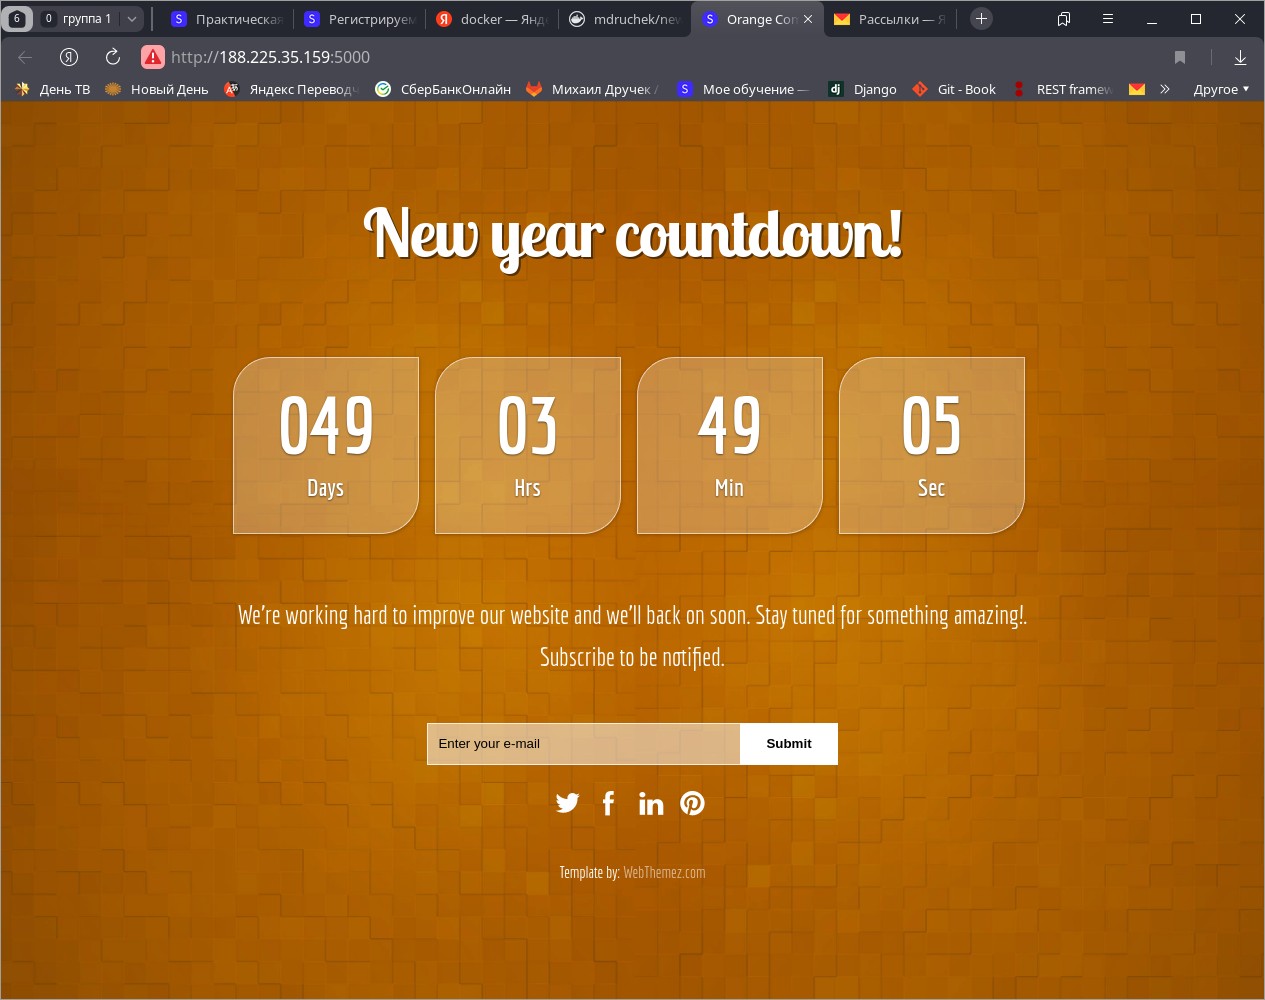 6 0 группа 1 Практическая Регистрируем docker — Янд mdruchek/new Orange Con Рассылки — Я
http://188.225.35.159:5000
День ТВ Новый День Яндекс Переводч СберБанкОнлайн Михаил Дручек / Мое обучение — dj Django Git - Book REST framew Другое
New year countdown!
049 03 49 05
Days Hrs Min Sec
We're working hard to improve our website and we'll back on soon. Stay tuned for something amazing!.
Subscribe to be notified.
Enter your e-mail Submit
Template by: WebThemez.com